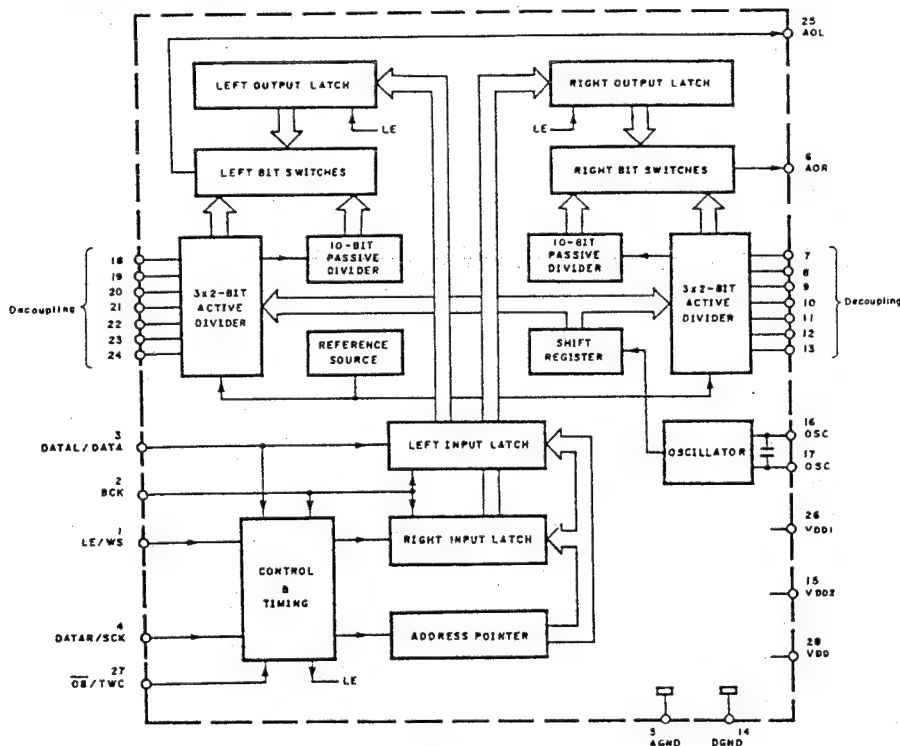 25
AOL
LEFT OUTPUT LATCH
RIGHT OUTPUT LATCH
LE
LE
LEFT BIT SWITCHES
RIGHT BIT SWITCHES
6
AOR
10-BIT
PASSIVE
DIVIDER
10-BIT
PASSIVE
DIVIDER
Decoupling
18
19
20
21
22
23
24
3x2-BIT
ACTIVE
DIVIDER
3x2-BIT
ACTIVE
DIVIDER
7
8
9
10
11
12
13
Decoupling
REFERENCE
SOURCE
SHIFT
REGISTER
3
DATAL/DATA
LEFT INPUT LATCH
OSCILLATOR
16
OSC
17
OSC
2
BCK
1
LE/WS
RIGHT INPUT LATCH
26
VDD1
CONTROL
&
TIMING
15
VDD2
4
DATAR/SCK
ADDRESS POINTER
28
VDD
27
OB/TWC
LE
5
AGND
14
DGND